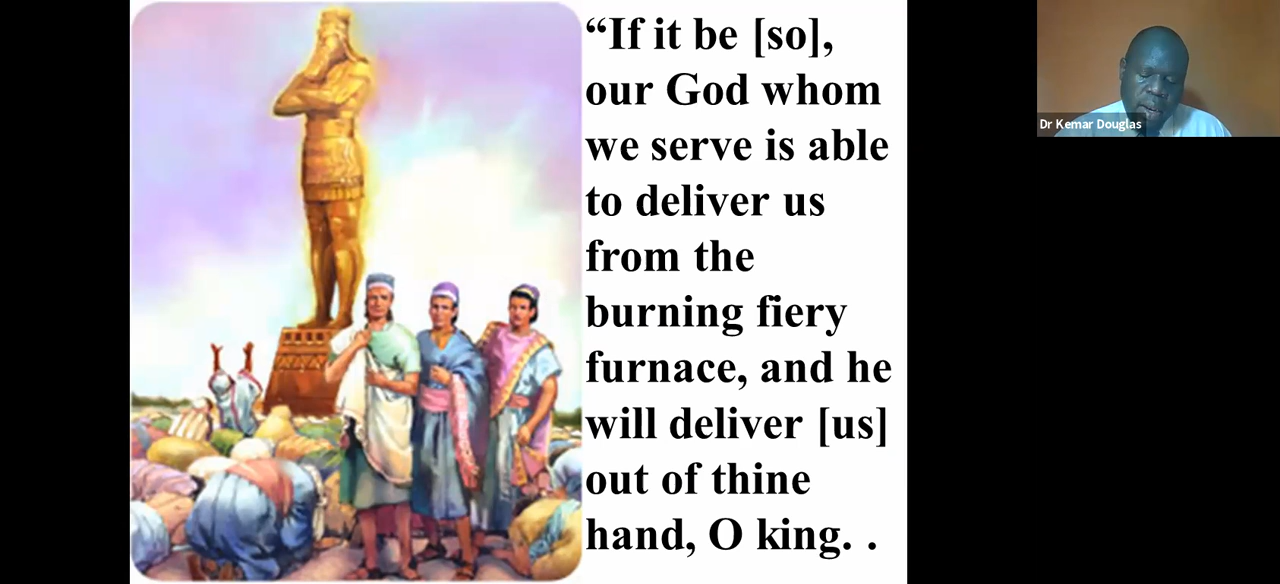 “If it be [so],
our God whom
we serve is able
to deliver us
from the
burning fiery
furnace, and he
will deliver [us]
out of thine
hand, O king. .
Dr Kemar Douglas